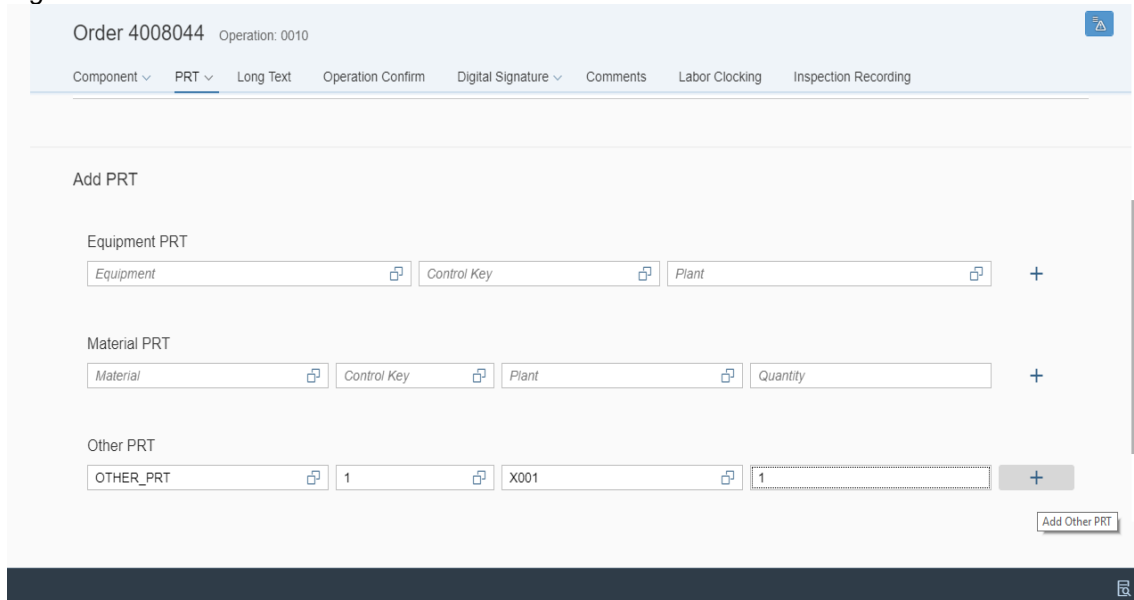 Order 4008044 Operation: 0010
Component PRT Long Text Operation Confirm Digital Signature Comments Labor Clocking Inspection Recording
Add PRT
Equipment PRT
Equipment Control Key Plant
Material PRT
Material Control Key Plant Quantity
Other PRT
OTHER_PRT 1 X001 1
Add Other PRT